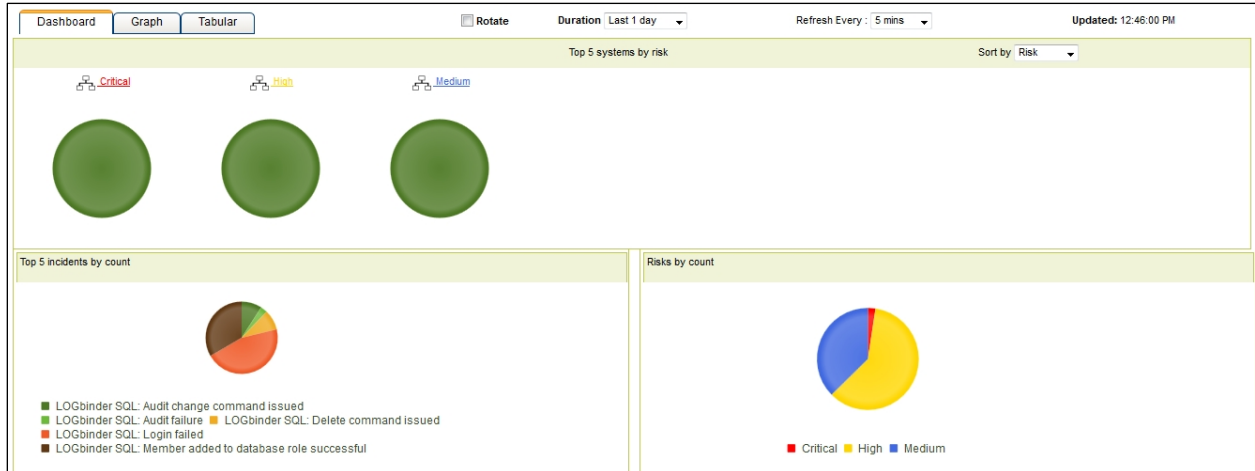 Dashboard Graph Tabular Rotate Duration Last 1 day Refresh Every : 5 mins Updated: 12:46:00 PM
Top 5 systems by risk Sort by Risk
Critical High Medium
Top 5 incidents by count
LOGbinder SQL: Audit change command issued
LOGbinder SQL: Audit failure LOGbinder SQL: Delete command issued
LOGbinder SQL: Login failed
LOGbinder SQL: Member added to database role successful
Risks by count
Critical High Medium